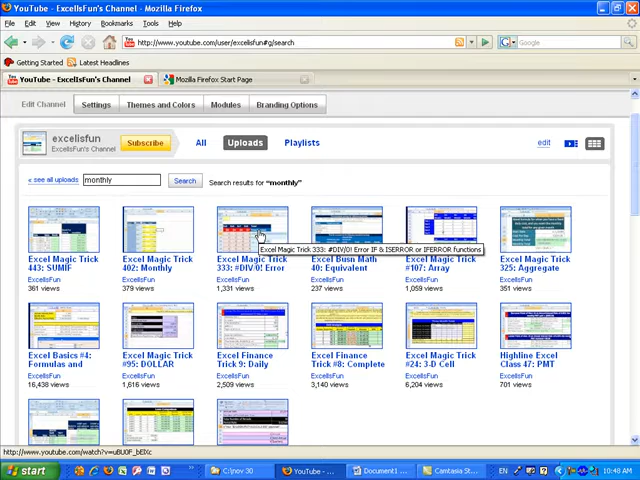 YouTube - ExcelIsFun's Channel - Mozilla Firefox
File Edit View History Bookmarks Tools Help
http://www.youtube.com/user/excelisfun#g/search
Google
Getting Started Latest Headlines
YouTube - ExcelIsFun's Channel
Mozilla Firefox Start Page
Edit Channel Settings Themes and Colors Modules Branding Options
excelisfun
ExcelIsFun's Channel
Subscribe All Uploads Playlists edit
« see all uploads monthly Search Search results for "monthly"
Excel Magic Trick 333: #DIV/0! Error IF & ISERROR or IFERROR functions
Excel Magic Trick 443: SUMIF
ExcelIsFun
361 views
Excel Magic Trick 402: Monthly
ExcelIsFun
379 views
Excel Magic Trick 333: #DIV/0! Error
ExcelIsFun
1,331 views
Excel Busn Math 40: Equivalent
ExcelIsFun
237 views
Excel Magic Trick #107: Array
ExcelIsFun
1,059 views
Excel Magic Trick 325: Aggregate
ExcelIsFun
351 views
Excel Basics #4: Formulas and
ExcelIsFun
16,438 views
Excel Magic Trick #95: DOLLAR
ExcelIsFun
1,616 views
Excel Finance Trick 9: Daily
ExcelIsFun
2,509 views
Excel Finance Trick #8: Complete
ExcelIsFun
3,140 views
Excel Magic Trick #24: 3-D Cell
ExcelIsFun
6,204 views
Highline Excel Class 47: PMT
ExcelIsFun
701 views
start
C:\nov 30
YouTube - ...
Document1 ...
Camtasia St...
EN
10:48 AM